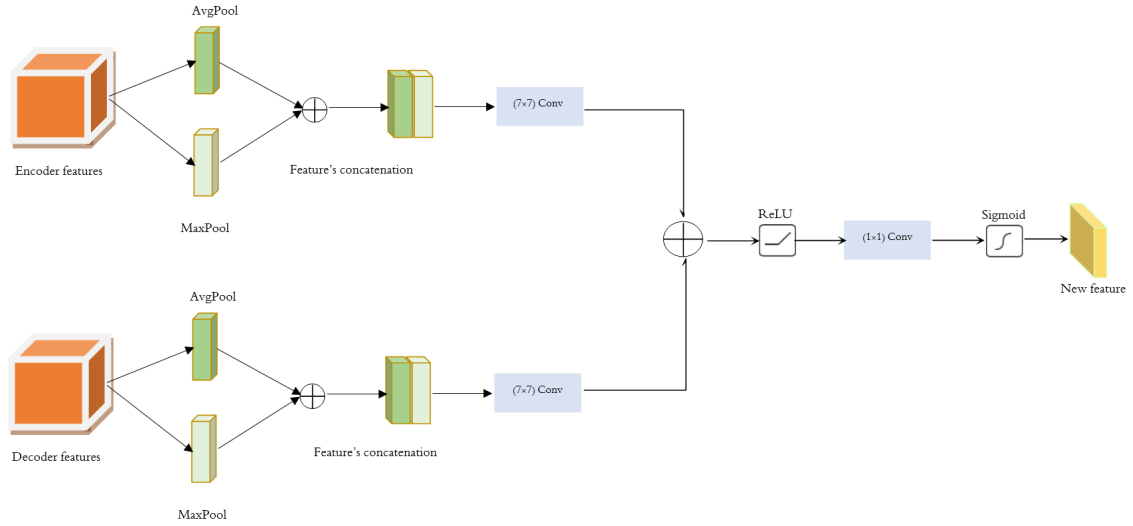 AvgPool
Encoder features
MaxPool
Feature's concatenation
(7×7) Conv
AvgPool
Decoder features
MaxPool
Feature's concatenation
(7×7) Conv
ReLU
(1×1) Conv
Sigmoid
New feature